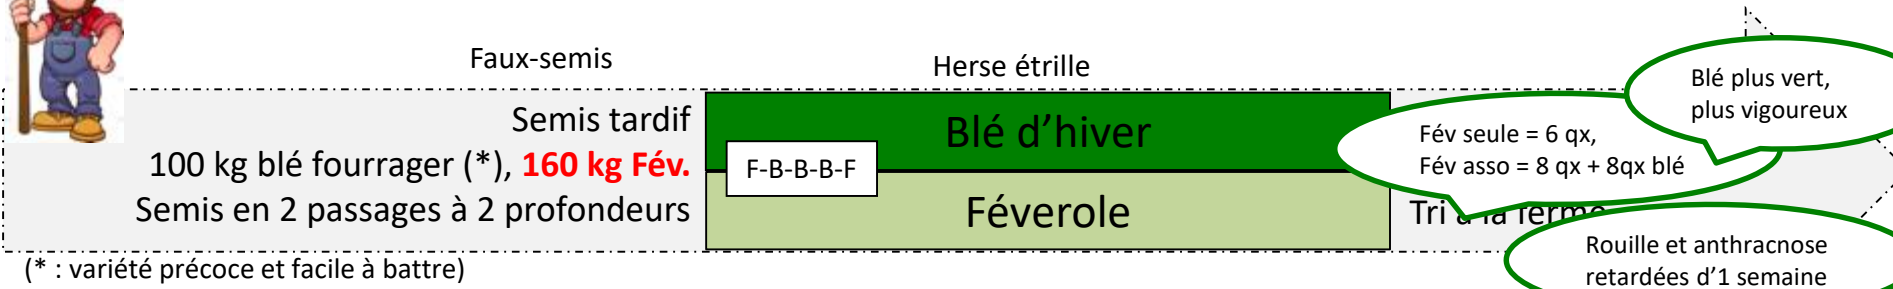 Faux-semis
Herse étrille
Semis tardif
100 kg blé fourrager (*), 160 kg Fév.
Semis en 2 passages à 2 profondeurs
(* : variété précoce et facile à battre)
F-B-B-B-F
Blé d’hiver
Féverole
Blé plus vert,
plus vigoureux
Fév seule = 6 qx,
Fév asso = 8 qx + 8qx blé
Tri à la ferme
Rouille et anthracnose
retardées d’1 semaine